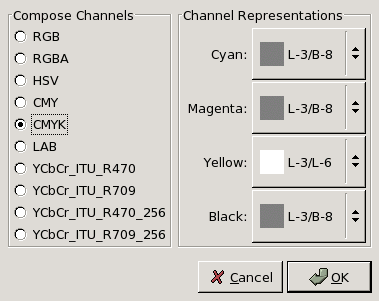 Compose Channels
RGB
RGBA
HSV
CMY
CMYK
LAB
YCbCr_ITU_R470
YCbCr_ITU_R709
YCbCr_ITU_R470_256
YCbCr_ITU_R709_256
Channel Representations
Cyan: L-3/B-8
Magenta: L-3/B-8
Yellow: L-3/L-6
Black: L-3/B-8
Cancel
OK